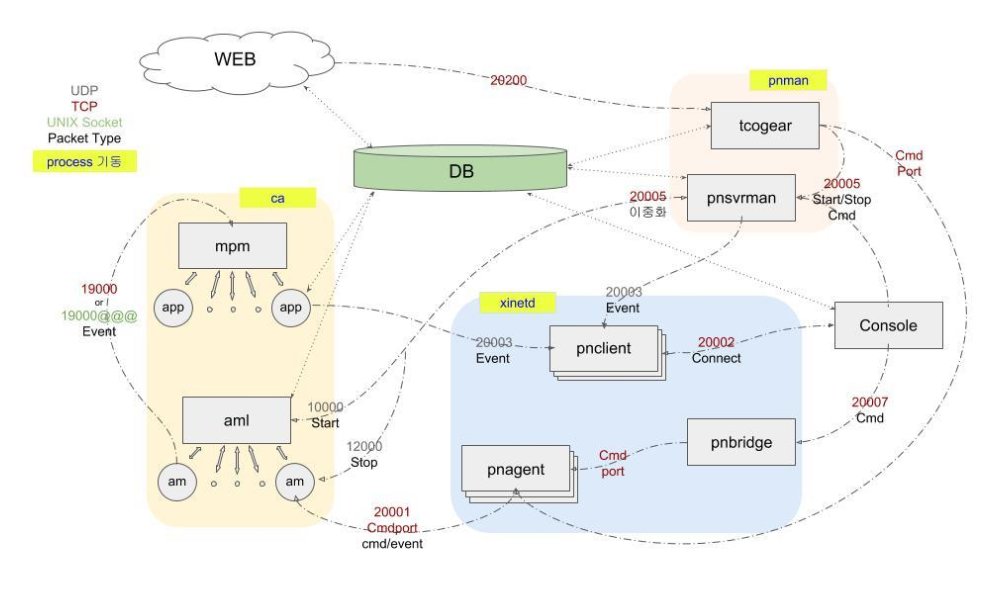 WEB
UDP
TCP
UNIX Socket
Packet Type
process 기동
20200
pnman
tcogear
Cmd
Port
DB
pnsvrman
20005
이중화
20005
Start/Stop
Cmd
ca
mpm
app
app
19000
or
19000@@@
Event
xinetd
20003
Event
20003
Event
pnclient
20002
Connect
Console
aml
10000
Start
12000
Stop
20007
Cmd
pnbridge
Cmd
port
pnagent
am
am
20001
Cmdport
cmd/event